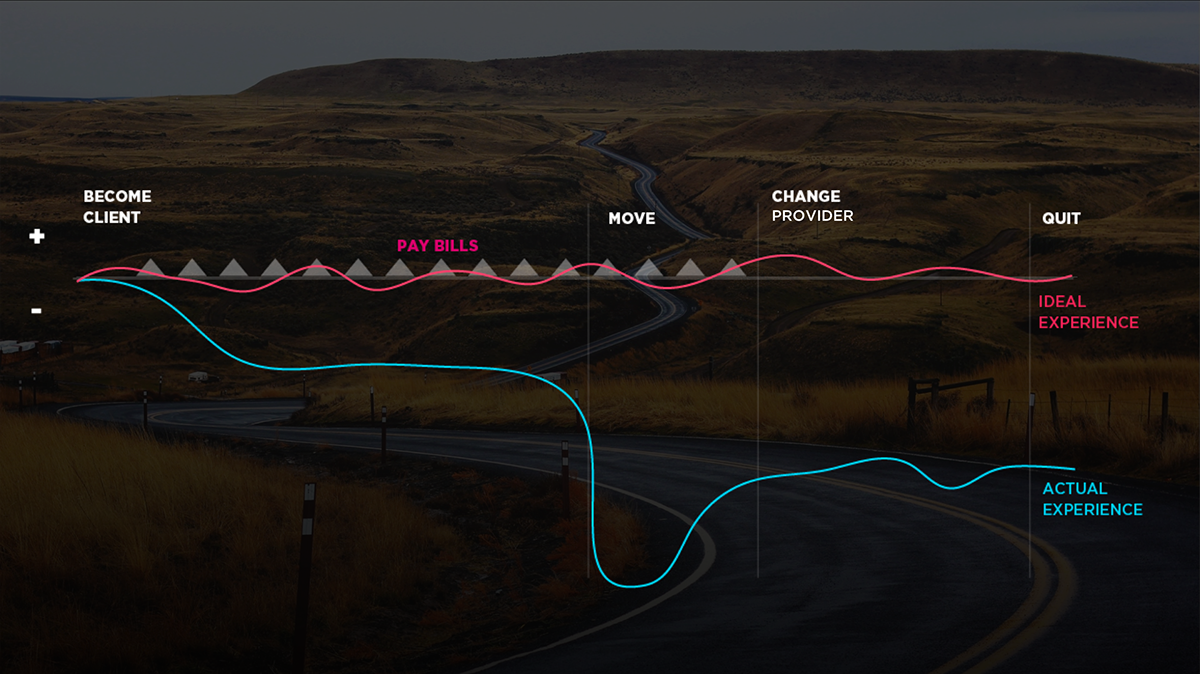 BECOME
CLIENT
MOVE
CHANGE
PROVIDER
QUIT
+
PAY BILLS
-
IDEAL
EXPERIENCE
ACTUAL
EXPERIENCE